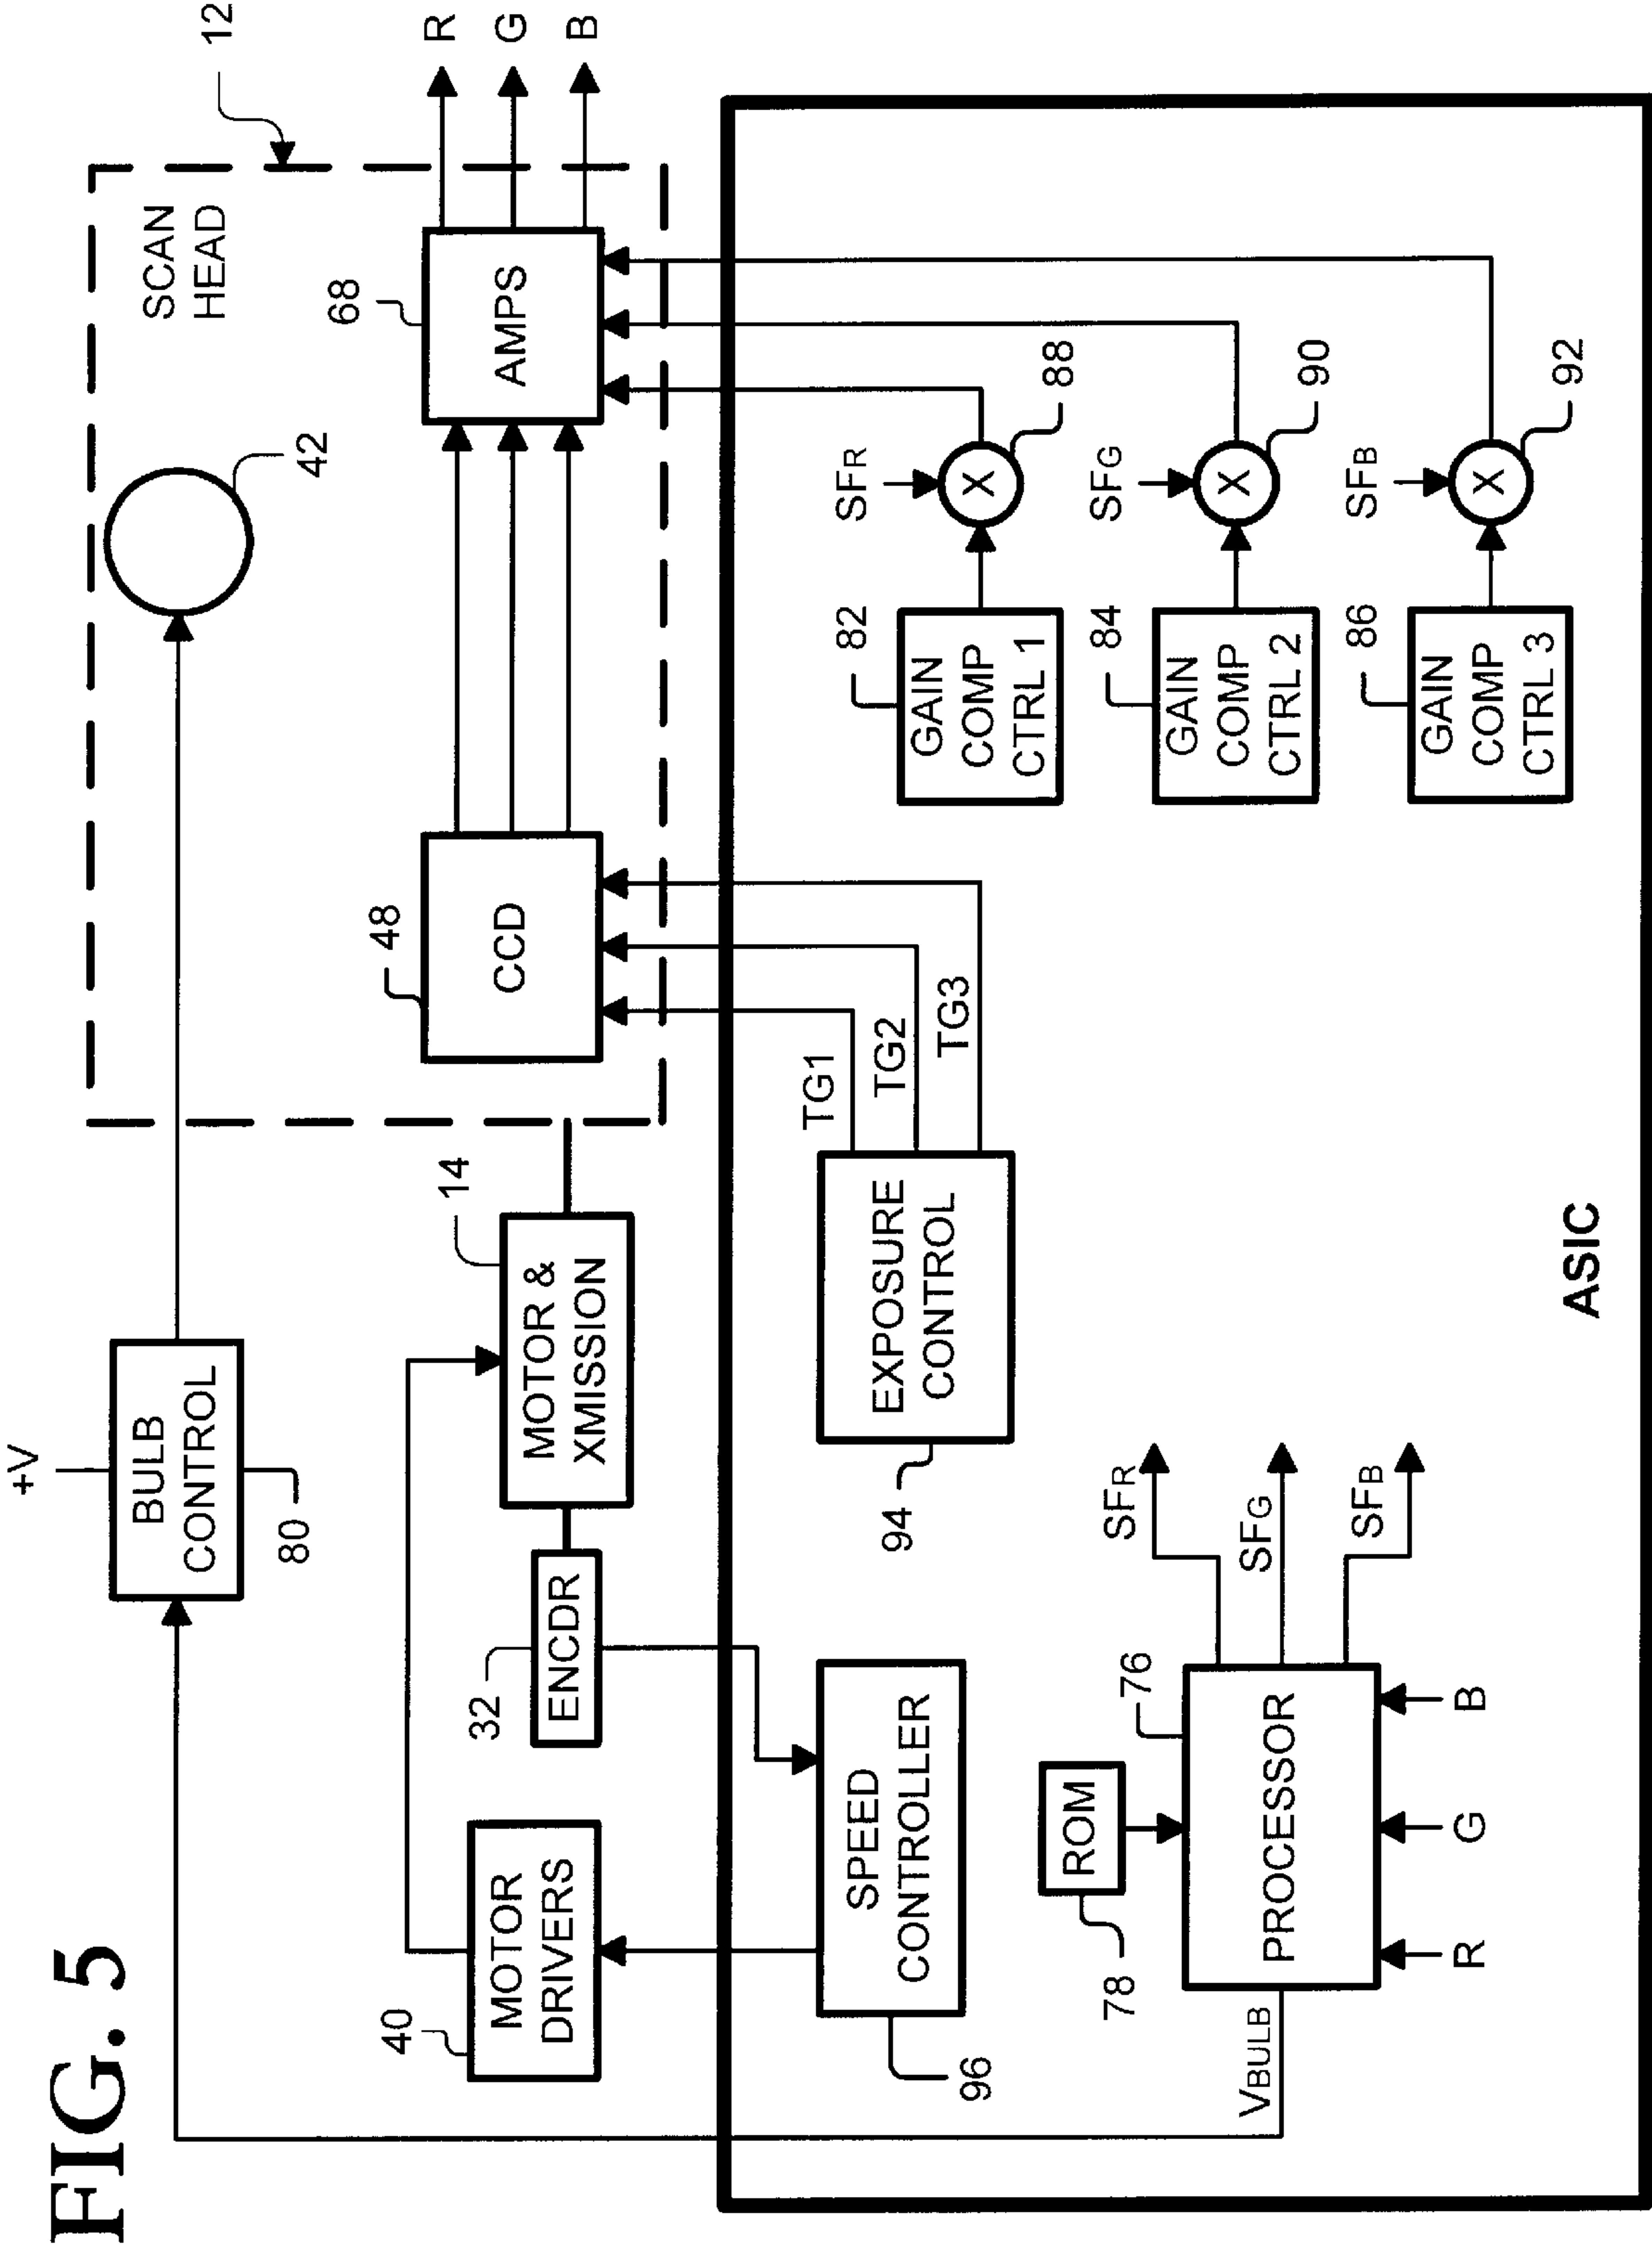 FIG. 5
+V
BULB
CONTROL
80
42
SCAN
HEAD
12
40
MOTOR
DRIVERS
32
ENCDR
14
MOTOR &
XMISSION
48
CCD
68
AMPS
R
G
B
96
SPEED
CONTROLLER
94
EXPOSURE
CONTROL
TG1
TG2
TG3
82
GAIN
COMP
CTRL 1
SFR
X
88
84
GAIN
COMP
CTRL 2
SFG
X
90
86
GAIN
COMP
CTRL 3
SFB
X
92
78
ROM
76
PROCESSOR
VBULB
R
G
B
SFR
SFG
SFB
ASIC